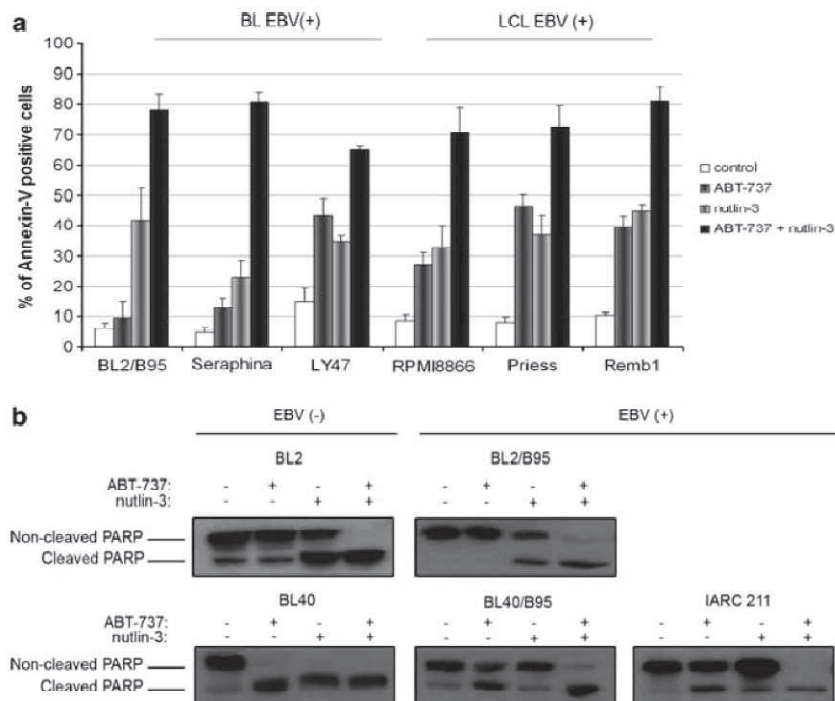 a
BL EBV(+) LCL EBV (+)
% of Annexin-V positive cells
100
90
80
70
60
50
40
30
20
10
0
BL2/B95 Seraphina LY47 RPMI8866 Priess Remb1
control
ABT-737
nutlin-3
ABT-737 + nutlin-3
b
EBV (-) EBV (+)
BL2 BL2/B95
ABT-737: - + - + - + - +
nutlin-3: - - + + - - + +
Non-cleaved PARP
Cleaved PARP
BL40 BL40/B95 IARC 211
ABT-737: - + - + - + - + - + - +
nutlin-3: - - + + - - + + - - + +
Non-cleaved PARP
Cleaved PARP